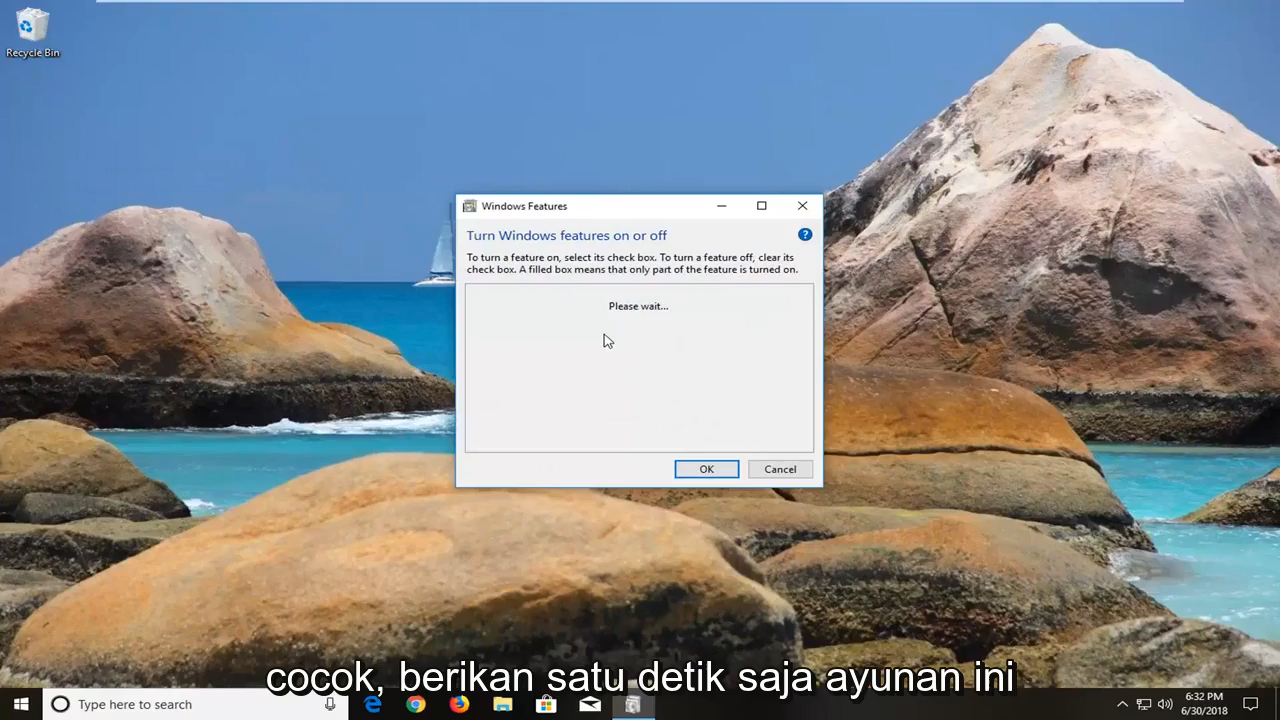 Recycle Bin
Windows Features
Turn Windows features on or off
To turn a feature on, select its check box. To turn a feature off, clear its
check box. A filled box means that only part of the feature is turned on.
Please wait...
OK
Cancel
cocok, berikan satu detik saja ayunan ini
Type here to search
6:32 PM
6/30/2018